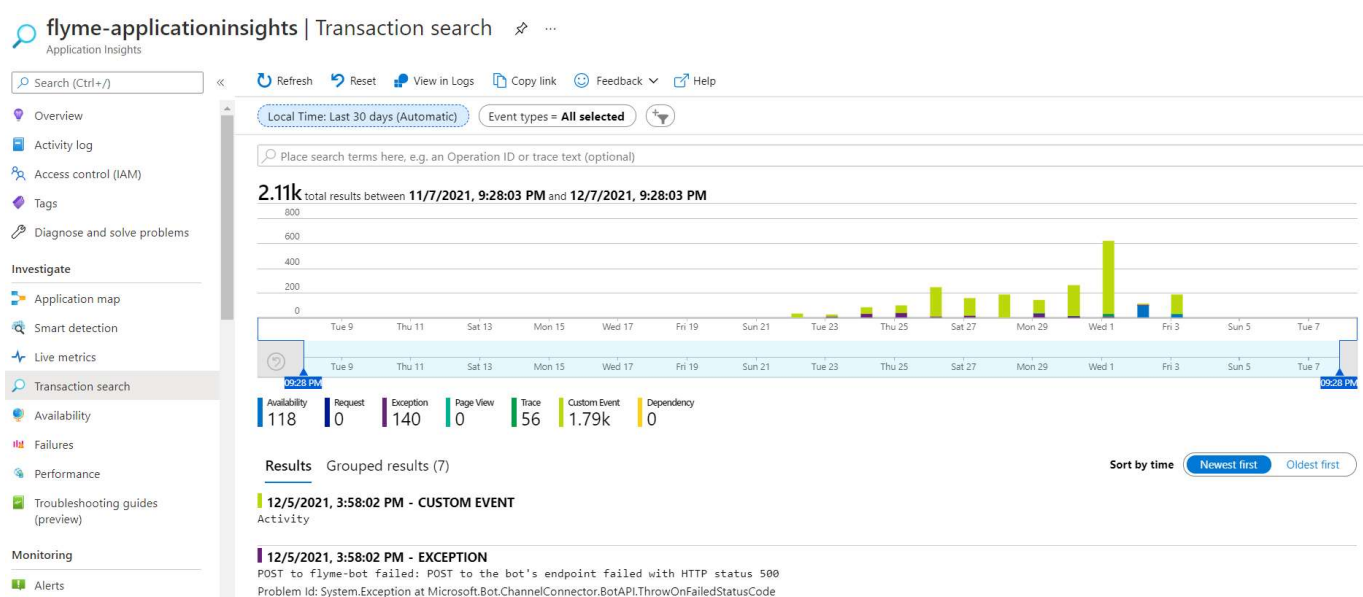 flyme-applicationinsights | Transaction search ...
Application Insights
Search (Ctrl+/) «
Overview
Activity log
Access control (IAM)
Tags
Diagnose and solve problems
Investigate
Application map
Smart detection
Live metrics
Transaction search
Availability
Failures
Performance
Troubleshooting guides
(preview)
Monitoring
Alerts
Refresh Reset View in Logs Copy link Feedback Help
Local Time: Last 30 days (Automatic) Event types = All selected
Place search terms here, e.g. an Operation ID or trace text (optional)
2.11k total results between 11/7/2021, 9:28:03 PM and 12/7/2021, 9:28:03 PM
800
600
400
200
0
Tue 9 Thu 11 Sat 13 Mon 15 Wed 17 Fri 19 Sun 21 Tue 23 Thu 25 Sat 27 Mon 29 Wed 1 Fri 3 Sun 5 Tue 7
Tue 9 Thu 11 Sat 13 Mon 15 Wed 17 Fri 19 Sun 21 Tue 23 Thu 25 Sat 27 Mon 29 Wed 1 Fri 3 Sun 5 Tue 7
09:28 PM 09:28 PM
Availability Request Exception Page View Trace Custom Event Dependency
118 0 140 0 56 1.79k 0
Results Grouped results (7) Sort by time Newest first Oldest first
12/5/2021, 3:58:02 PM - CUSTOM EVENT
Activity
12/5/2021, 3:58:02 PM - EXCEPTION
POST to flyme-bot failed: POST to the bot's endpoint failed with HTTP status 500
Problem Id: System.Exception at Microsoft.Bot.ChannelConnector.BotAPI.ThrowOnFailedStatusCode